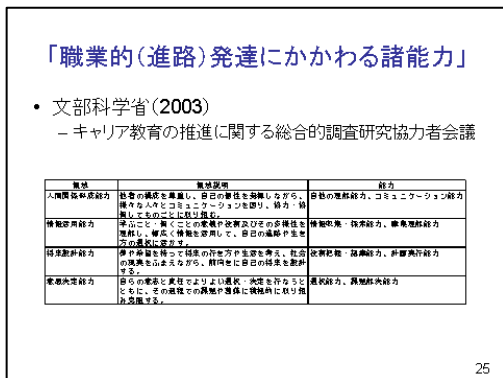 「職業的(進路)発達にかかわる諸能力」
• 文部科学省(2003)
– キャリア教育の推進に関する総合的調査研究協力者会議
領域 領域説明 能力
人間関係形成能力 他者の個性を尊重し、自己の個性を発揮しながら、 自他の理解能力、コミュニケーション能力
様々な人々とコミュニケーションを図り、協力・協
働してものごとに取り組む。
情報活用能力 学ぶこと・働くことの意義や役割及びその多様性を 情報収集・探索能力、職業理解能力
理解し、幅広く情報を活用して、自己の進路や生き
方の選択に活かす。
将来設計能力 夢や希望を持って将来の行き方や生活を考え、社会 役割把握・認識能力、計画実行能力
の現実をふまえながら、前向きに自己の将来を設計
する。
意思決定能力 自らの意志と責任でよりよい選択・決定を行なうと 選択能力、課題解決能力
ともに、その過程での課題や葛藤に積極的に取り組
み克服する。
25